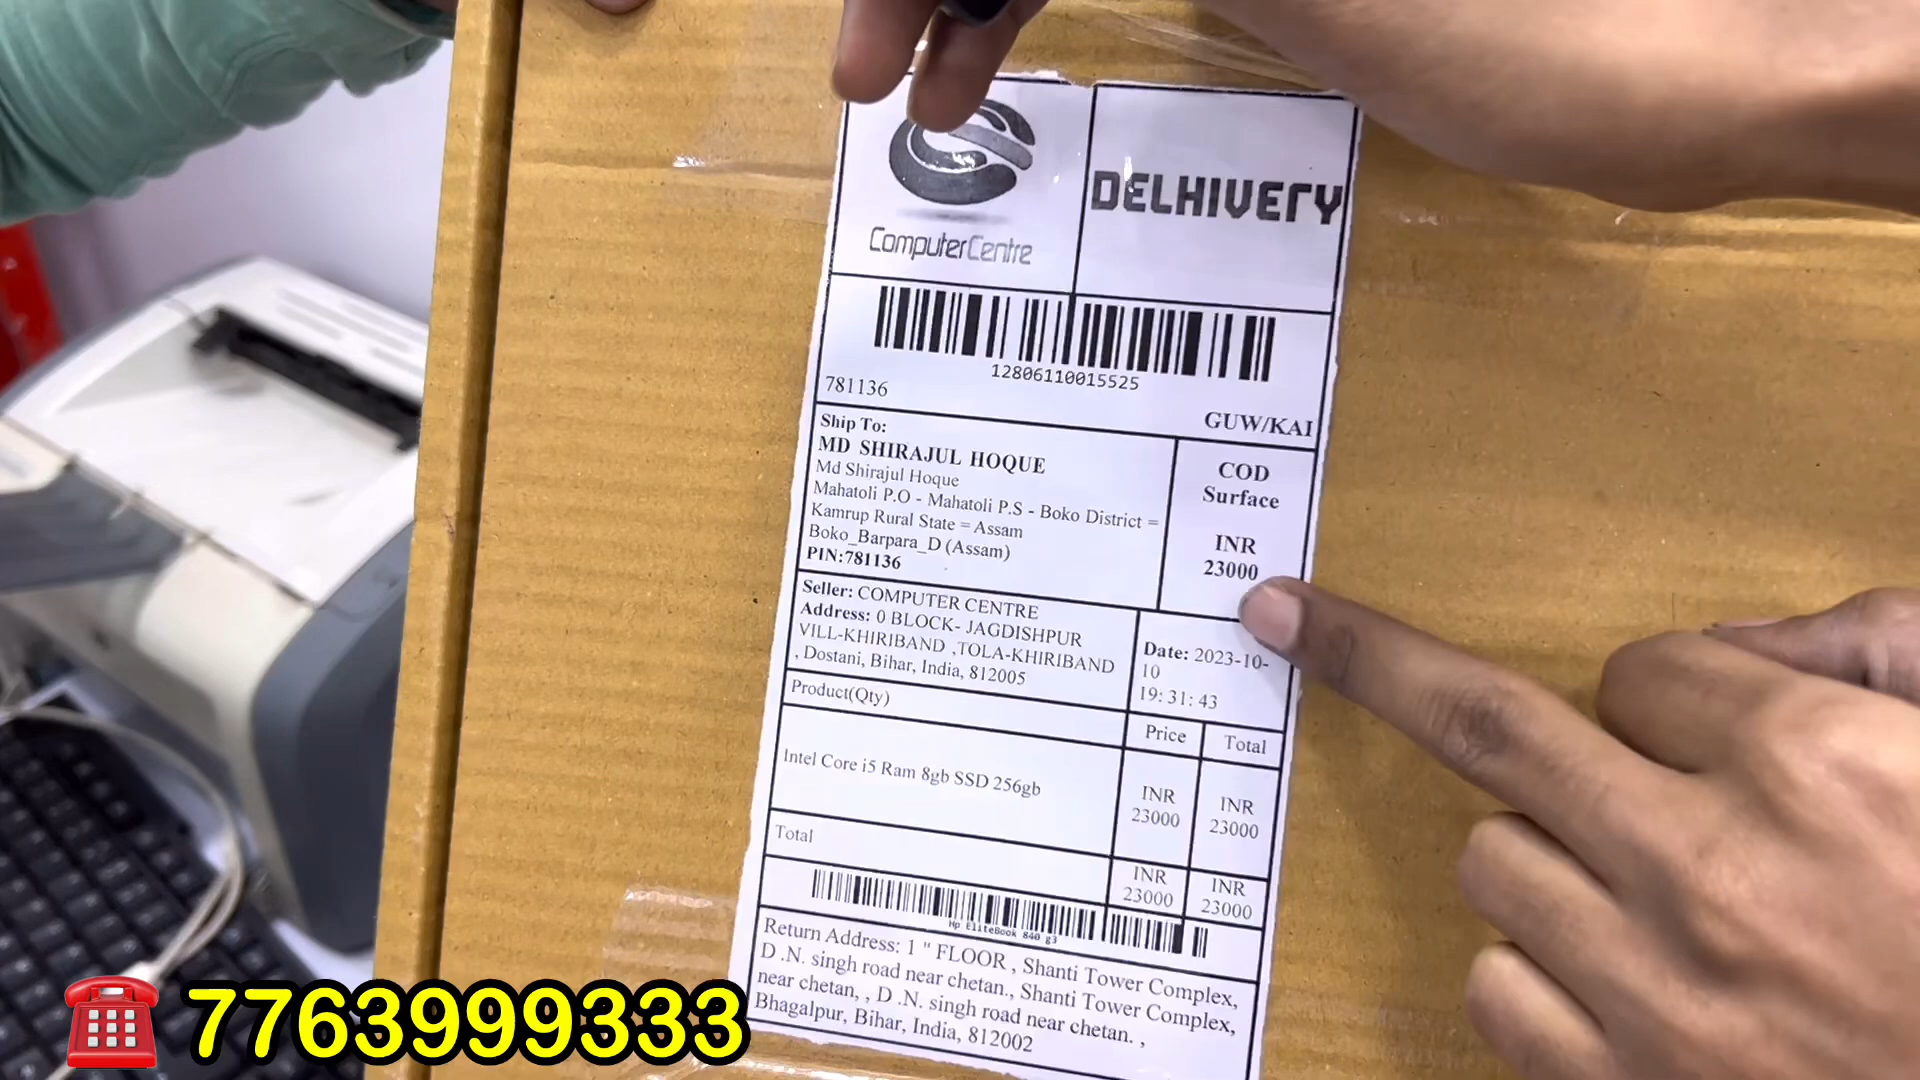 ComputerCentre
DELHIVERY
12806110015525
781136
GUW/KAI
Ship To:
MD SHIRAJUL HOQUE
Md Shirajul Hoque
Mahatoli P.O - Mahatoli P.S - Boko District =
Kamrup Rural State = Assam
Boko_Barpara_D (Assam)
PIN:781136
COD
Surface
INR
23000
Seller: COMPUTER CENTRE
Address: 0 BLOCK- JAGDISHPUR
VILL-KHIRIBAND ,TOLA-KHIRIBAND
, Dostani, Bihar, India, 812005
Date: 2023-10-
10
19: 31: 43
Product(Qty)
Price
Total
Intel Core i5 Ram 8gb SSD 256gb
INR
23000
INR
23000
Total
INR
23000
INR
23000
Hp EliteBook 840 g3
Return Address: 1 " FLOOR , Shanti Tower Complex,
D .N. singh road near chetan., Shanti Tower Complex,
near chetan, , D .N. singh road near chetan. ,
Bhagalpur, Bihar, India, 812002
7763999333